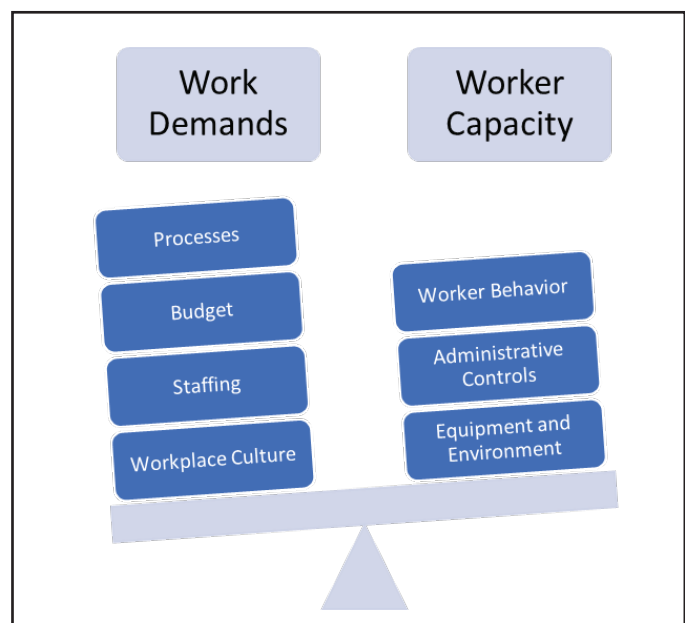 Work
Demands
Worker
Capacity
Processes
Budget
Staffing
Workplace Culture
Worker Behavior
Administrative
Controls
Equipment and
Environment